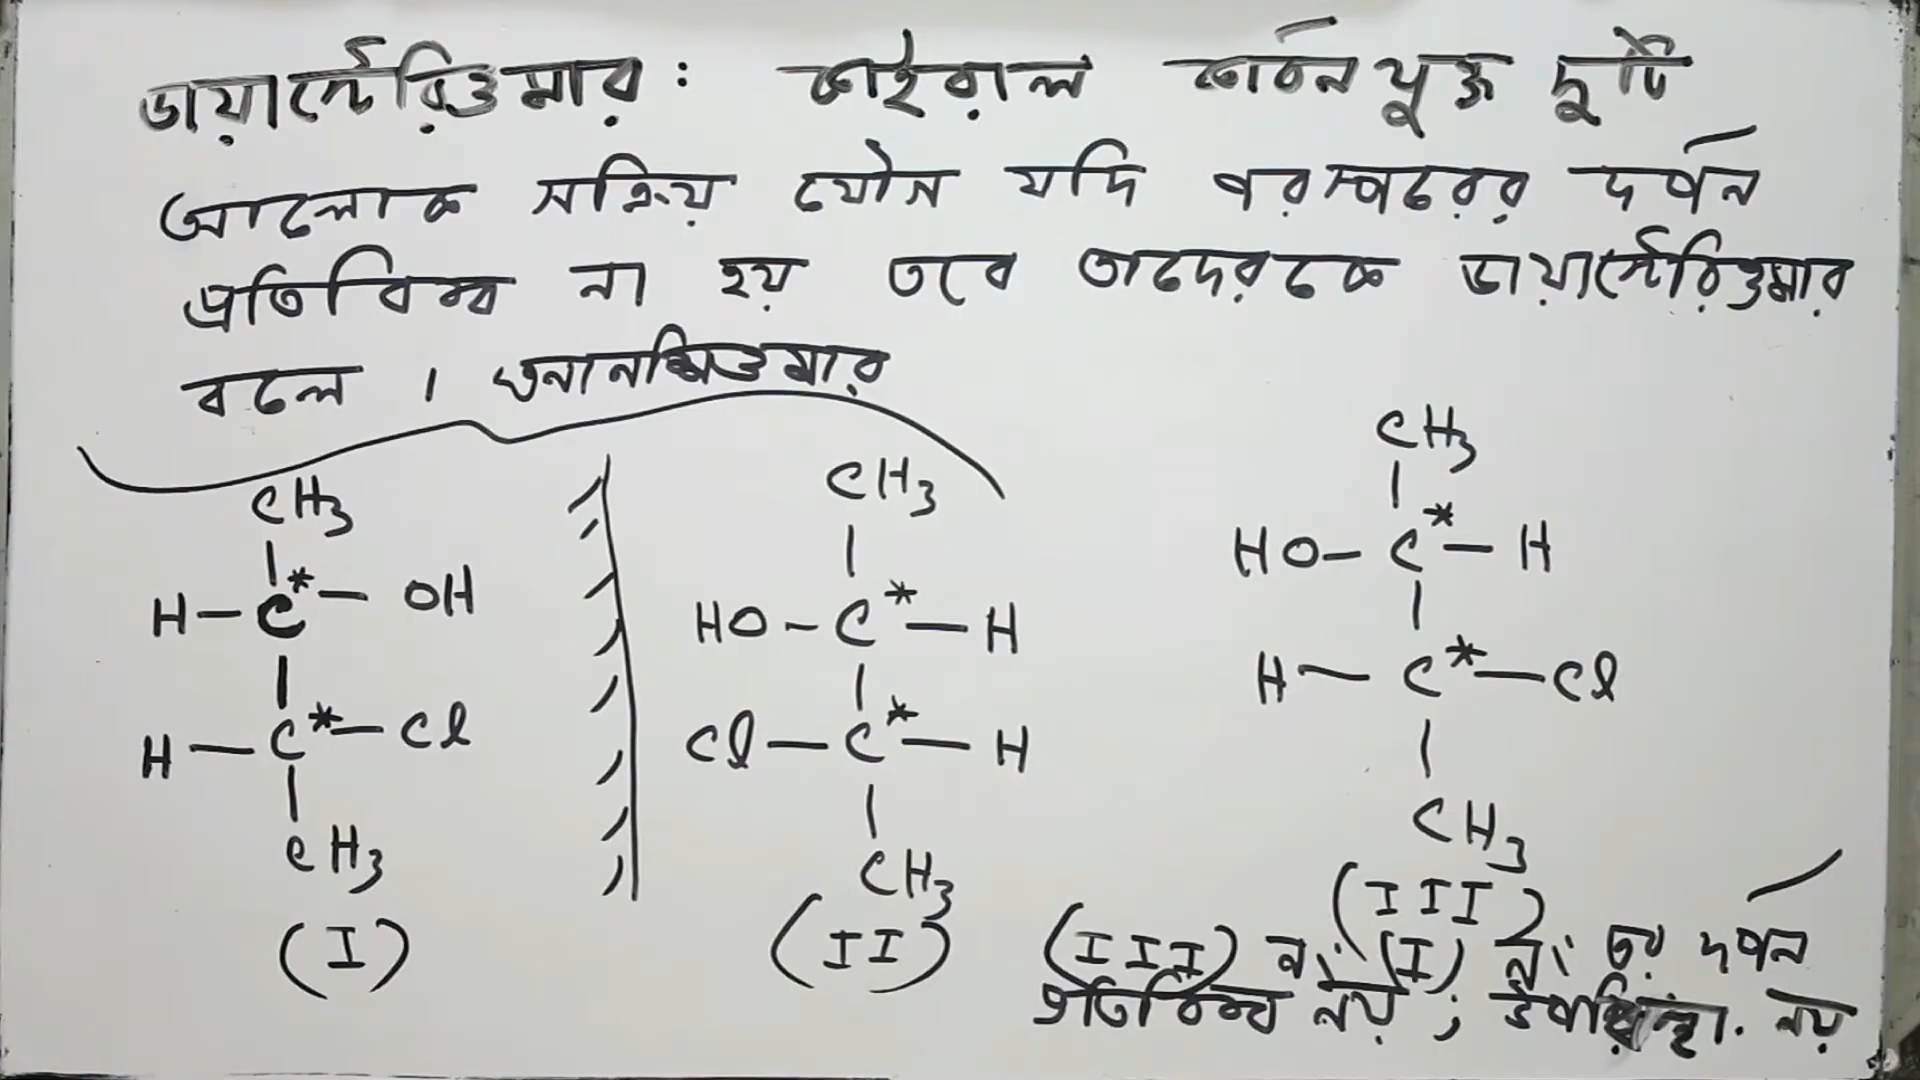 ডায়াস্টেরিওমার: কাইরাল কার্বনযুক্ত দুটি
আলোক সক্রিয় যৌগ যদি পরস্পরের দর্পন
প্রতিবিম্ব না হয় তবে তাদেরকে ডায়াস্টেরিওমার
বলে । এনানসিওমার
CH3
H-C*-OH
H-C*-Cl
CH3
(I)
CH3
HO-C*-H
Cl-C*-H
CH3
(II)
CH3
HO-C*-H
H-C*-Cl
CH3
(III)
(III) নং (I) নং এর দর্পন
প্রতিবিম্ব নয় ; নয়